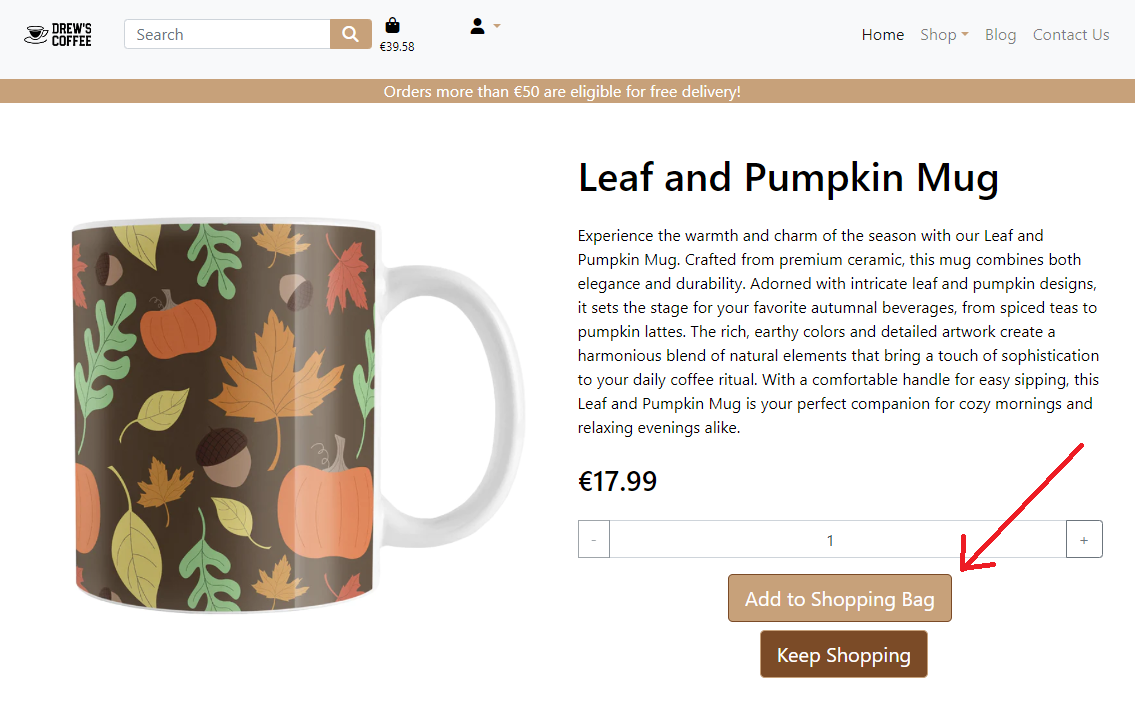 DREW'S
COFFEE
Search
€39.58
Home Shop Blog Contact Us
Orders more than €50 are eligible for free delivery!
Leaf and Pumpkin Mug
Experience the warmth and charm of the season with our Leaf and
Pumpkin Mug. Crafted from premium ceramic, this mug combines both
elegance and durability. Adorned with intricate leaf and pumpkin designs,
it sets the stage for your favorite autumnal beverages, from spiced teas to
pumpkin lattes. The rich, earthy colors and detailed artwork create a
harmonious blend of natural elements that bring a touch of sophistication
to your daily coffee ritual. With a comfortable handle for easy sipping, this
Leaf and Pumpkin Mug is your perfect companion for cozy mornings and
relaxing evenings alike.
€17.99
- 1 +
Add to Shopping Bag
Keep Shopping